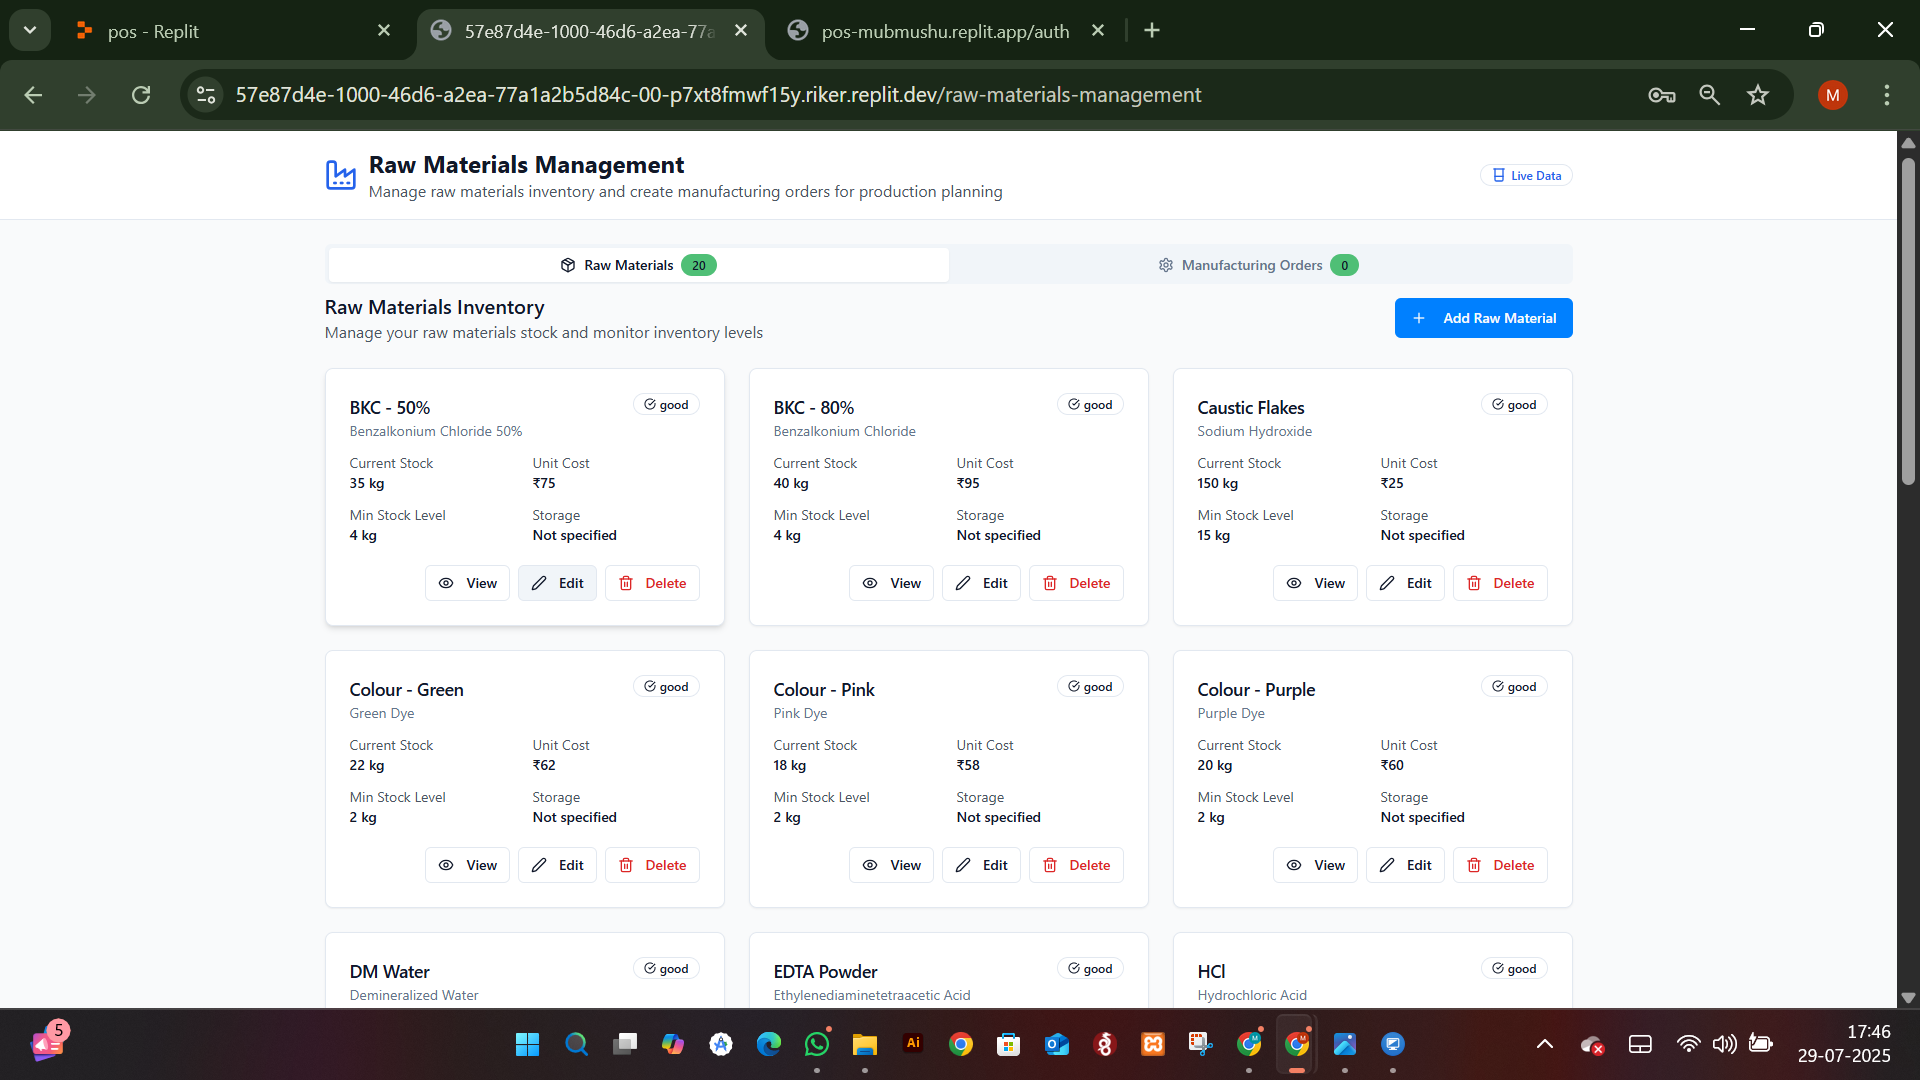 pos - Replit
57e87d4e-1000-46d6-a2ea-77a
pos-mubmushu.replit.app/auth
57e87d4e-1000-46d6-a2ea-77a1a2b5d84c-00-p7xt8fmwf15y.riker.replit.dev/raw-materials-management
M
Raw Materials Management
Manage raw materials inventory and create manufacturing orders for production planning
Live Data
Raw Materials 20
Manufacturing Orders 0
Raw Materials Inventory
Manage your raw materials stock and monitor inventory levels
Add Raw Material
BKC - 50%
good
Benzalkonium Chloride 50%
Current Stock Unit Cost
35 kg ₹75
Min Stock Level Storage
4 kg Not specified
View Edit Delete
BKC - 80%
good
Benzalkonium Chloride
Current Stock Unit Cost
40 kg ₹95
Min Stock Level Storage
4 kg Not specified
View Edit Delete
Caustic Flakes
good
Sodium Hydroxide
Current Stock Unit Cost
150 kg ₹25
Min Stock Level Storage
15 kg Not specified
View Edit Delete
Colour - Green
good
Green Dye
Current Stock Unit Cost
22 kg ₹62
Min Stock Level Storage
2 kg Not specified
View Edit Delete
Colour - Pink
good
Pink Dye
Current Stock Unit Cost
18 kg ₹58
Min Stock Level Storage
2 kg Not specified
View Edit Delete
Colour - Purple
good
Purple Dye
Current Stock Unit Cost
20 kg ₹60
Min Stock Level Storage
2 kg Not specified
View Edit Delete
DM Water
good
Demineralized Water
EDTA Powder
good
Ethylenediaminetetraacetic Acid
HCl
good
Hydrochloric Acid
5
Ai
17:46
29-07-2025